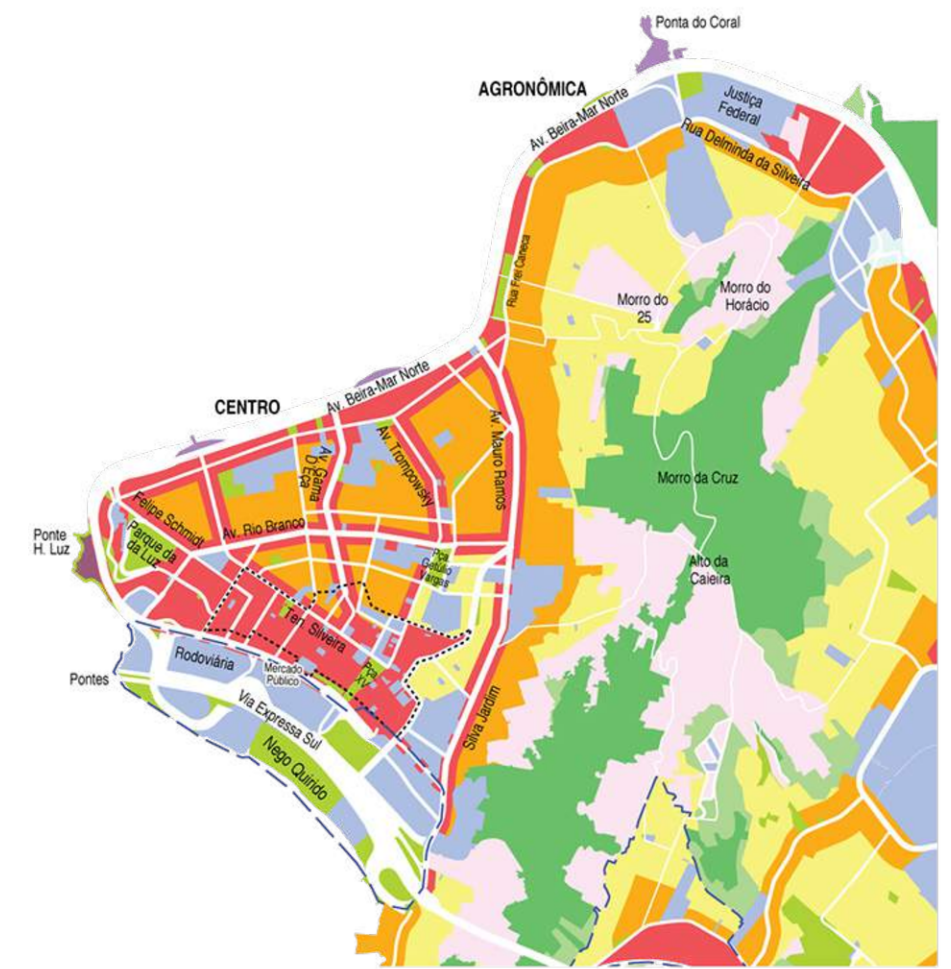 Ponta do Coral
AGRONÔMICA
Av. Beira-Mar Norte
Justiça
Federal
Rua Delminda da Silveira
Rua Frei Caneca
Morro do
25
Morro do
Horácio
Av. Beira-Mar Norte
CENTRO
Av. Gama
D'Eça
Av. Trompowsky
Av. Mauro Ramos
Morro da Cruz
Felipe Schmidt
Av. Rio Branco
Ponte
H. Luz
Parque da
da Luz
Pça
Getúlio
Vargas
Alto da
Caieira
Ten. Silveira
Rodoviária
Mercado
Público
Pça
XV
Pontes
Via Expressa Sul
Silva Jardim
Nego Quirido